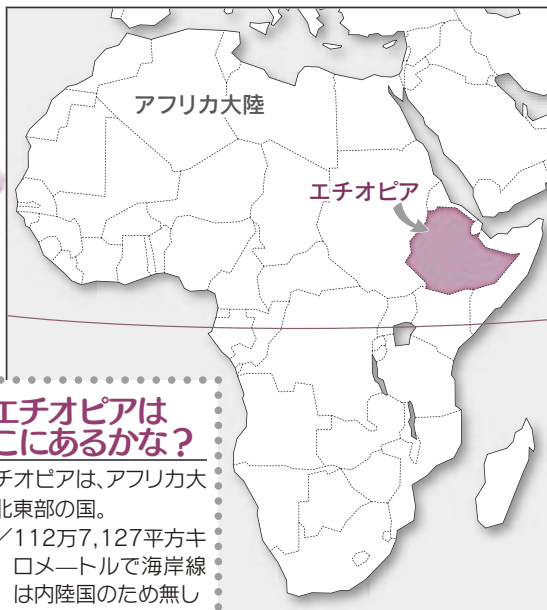 アフリカ大陸
エチオピア
エチオピアは
こにあるかな？
チオピアは、アフリカ大
北東部の国。
／112万7,127平方キ
ロメ―トルで海岸線
は内陸国のため無し